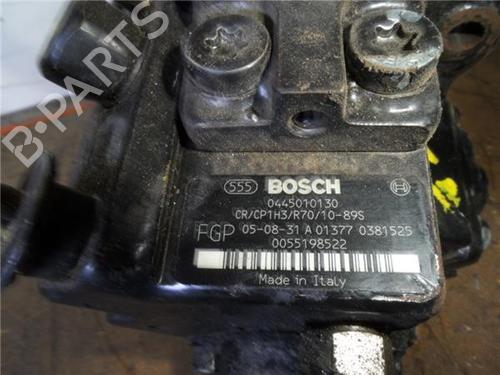 B-PARTS
555 BOSCH
0445010130
CR/CP1H3/R70/10-89S
FGP 05-08-31 A 01377 0381525
0055198522
Made in Italy